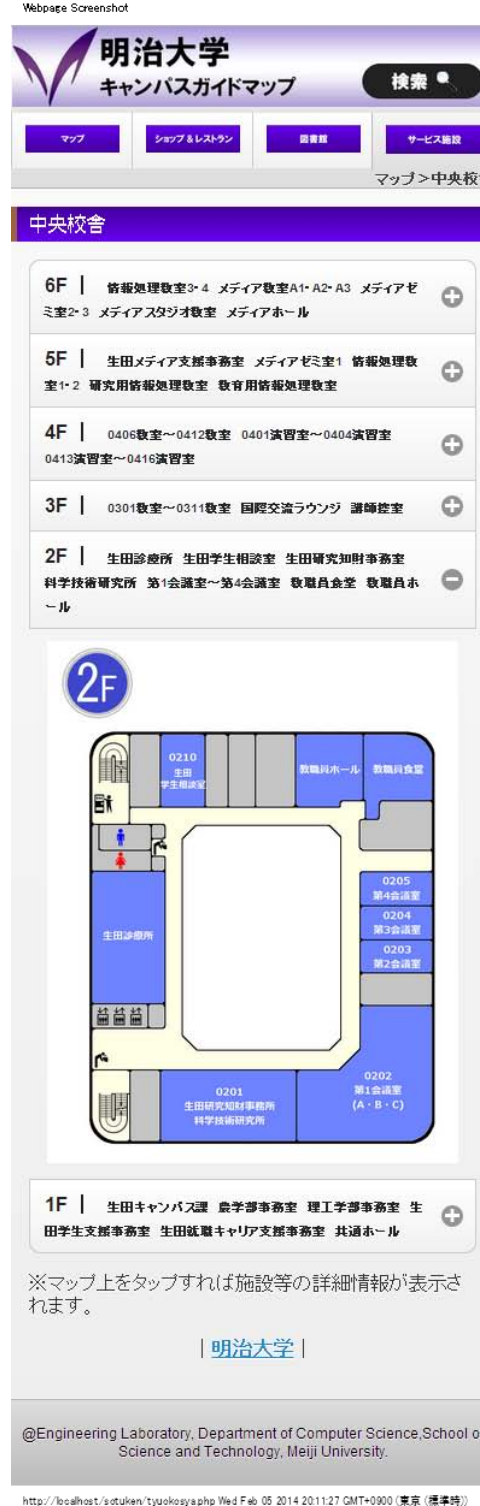 Webpage Screenshot
明治大学
キャンパスガイドマップ
検索
マップ
ショップ&レストラン
図書館
サービス施設
マップ>中央校
中央校舎
6F | 情報処理教室3・4 メディア教室A1・A2・A3 メディアゼ
ミ室2・3 メディアスタジオ教室 メディアホール
5F | 生田メディア支援事務室 メディアゼミ室1 情報処理教
室1・2 研究用情報処理教室 教育用情報処理教室
4F | 0406教室～0412教室 0401演習室～0404演習室
0413演習室～0416演習室
3F | 0301教室～0311教室 国際交流ラウンジ 講師控室
2F | 生田診療所 生田学生相談室 生田研究知財事務室
科学技術研究所 第1会議室～第4会議室 教職員食堂 教職員ホ
ール
2F
0210
生田
学生相談室
教職員ホール
教職員食堂
0205
第4会議室
0204
第3会議室
0203
第2会議室
生田診療所
0202
第1会議室
(A・B・C)
0201
生田研究知財事務所
科学技術研究所
1F | 生田キャンパス課 農学部事務室 理工学部事務室 生
田学生支援事務室 生田就職キャリア支援事務室 共通ホール
※マップ上をタップすれば施設等の詳細情報が表示さ
れます。
| 明治大学 |
@Engineering Laboratory, Department of Computer Science,School o
Science and Technology, Meiji University.
http://localhost/sotuken/tyuokosya.php Wed Feb 05 2014 20:11:27 GMT+0900 (東京 (標準時))